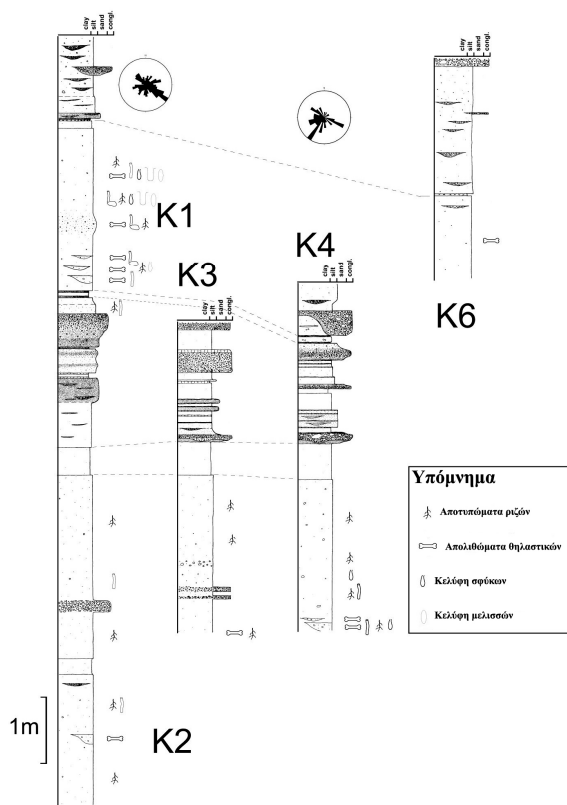 clay
silt
sand
congl.
clay
silt
sand
congl.
K1
K4
clay
silt
sand
congl.
K3
clay
silt
sand
congl.
K6
Υπόμνημα
Αποτυπώματα ριζών
Απολιθώματα θηλαστικών
Κελύφη σφύκων
Κελύφη μελισσών
1m
K2